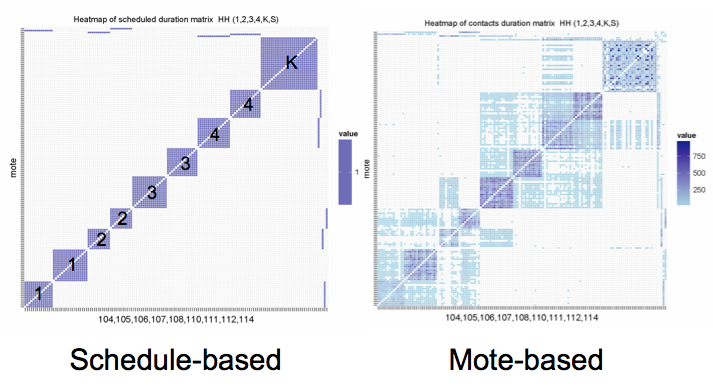 Heatmap of scheduled duration matrix HH (1,2,3,4,K,S)
K
4
4
3
3
2
2
1
1
mote
value
1
104,105,106,107,108,110,111,112,114
Schedule-based
Heatmap of contacts duration matrix HH (1,2,3,4,K,S)
mote
value
750
500
250
104,105,106,107,108,110,111,112,114
Mote-based